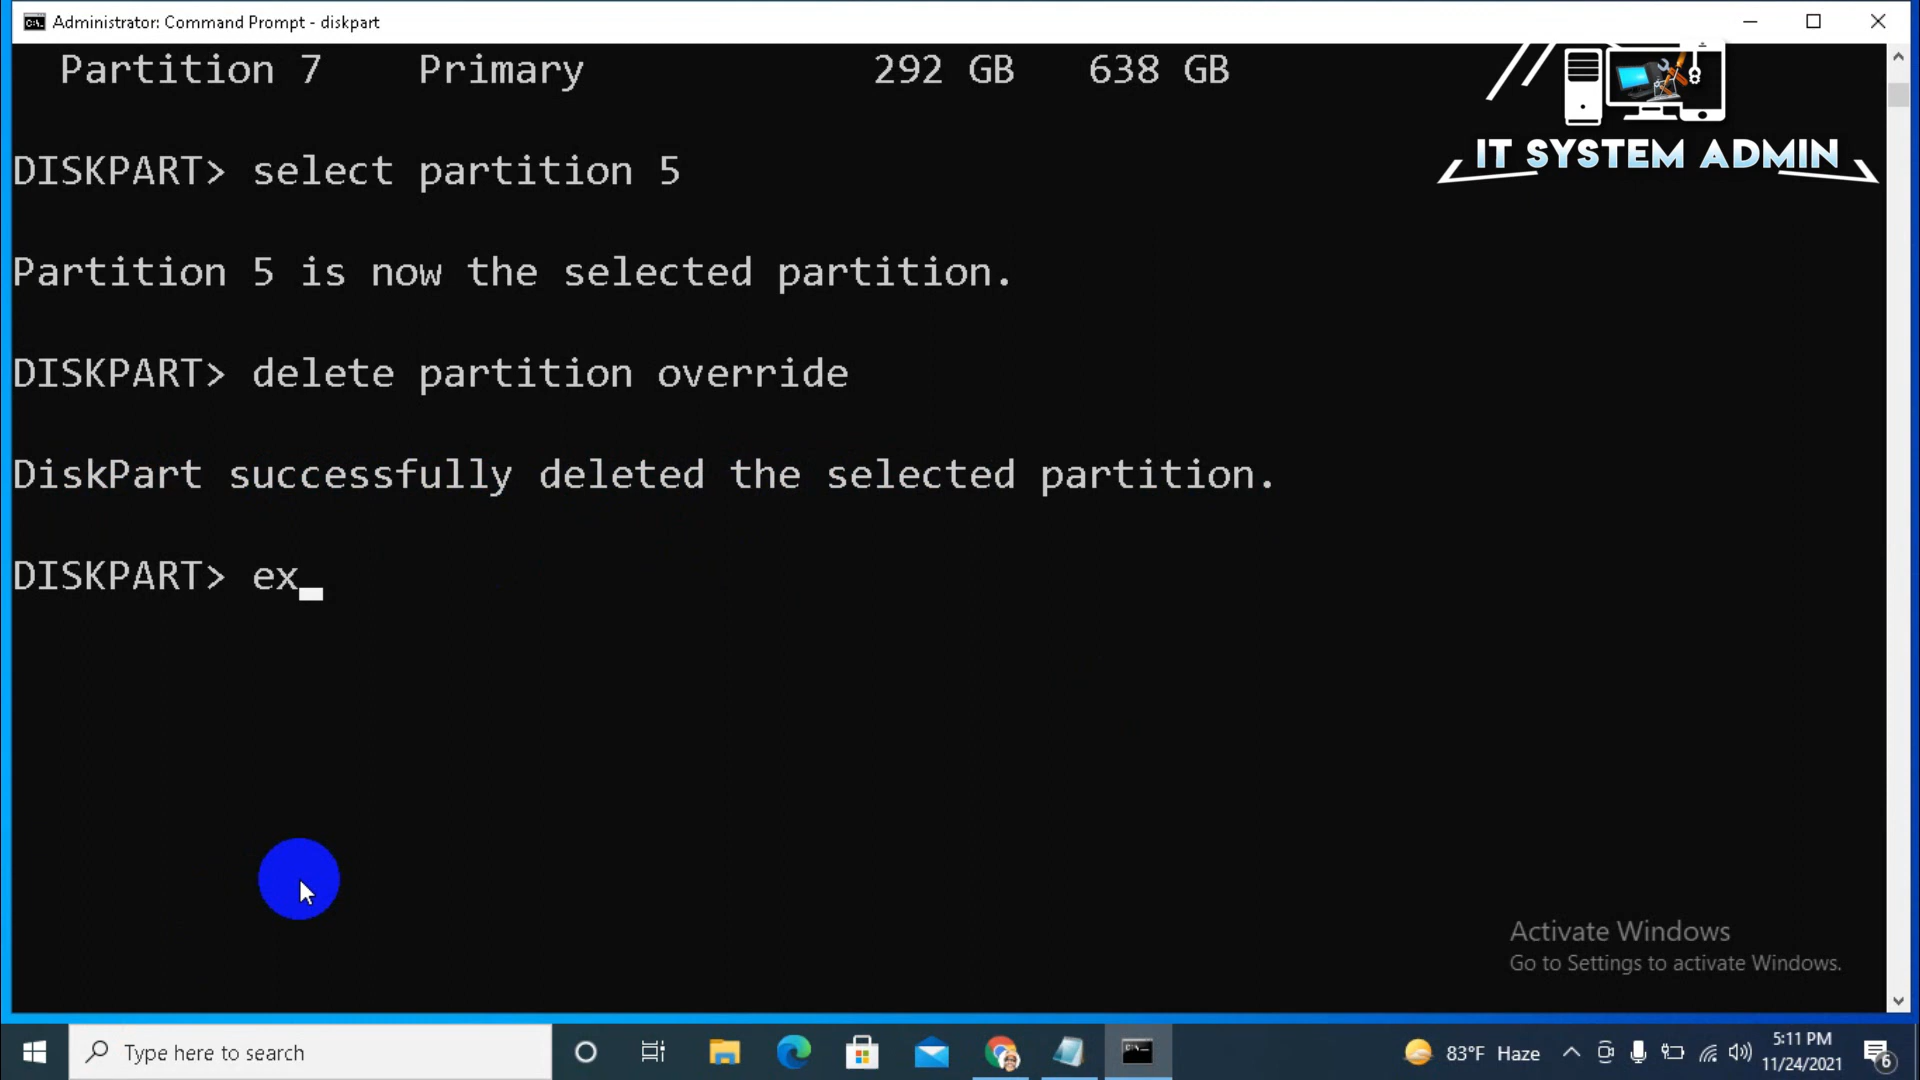 Administrator: Command Prompt - diskpart
Partition 7 Primary 292 GB 638 GB
IT SYSTEM ADMIN
DISKPART> select partition 5
Partition 5 is now the selected partition.
DISKPART> delete partition override
DiskPart successfully deleted the selected partition.
DISKPART> ex_
Activate Windows
Go to Settings to activate Windows.
Type here to search
83°F Haze
5:11 PM
11/24/2021
6